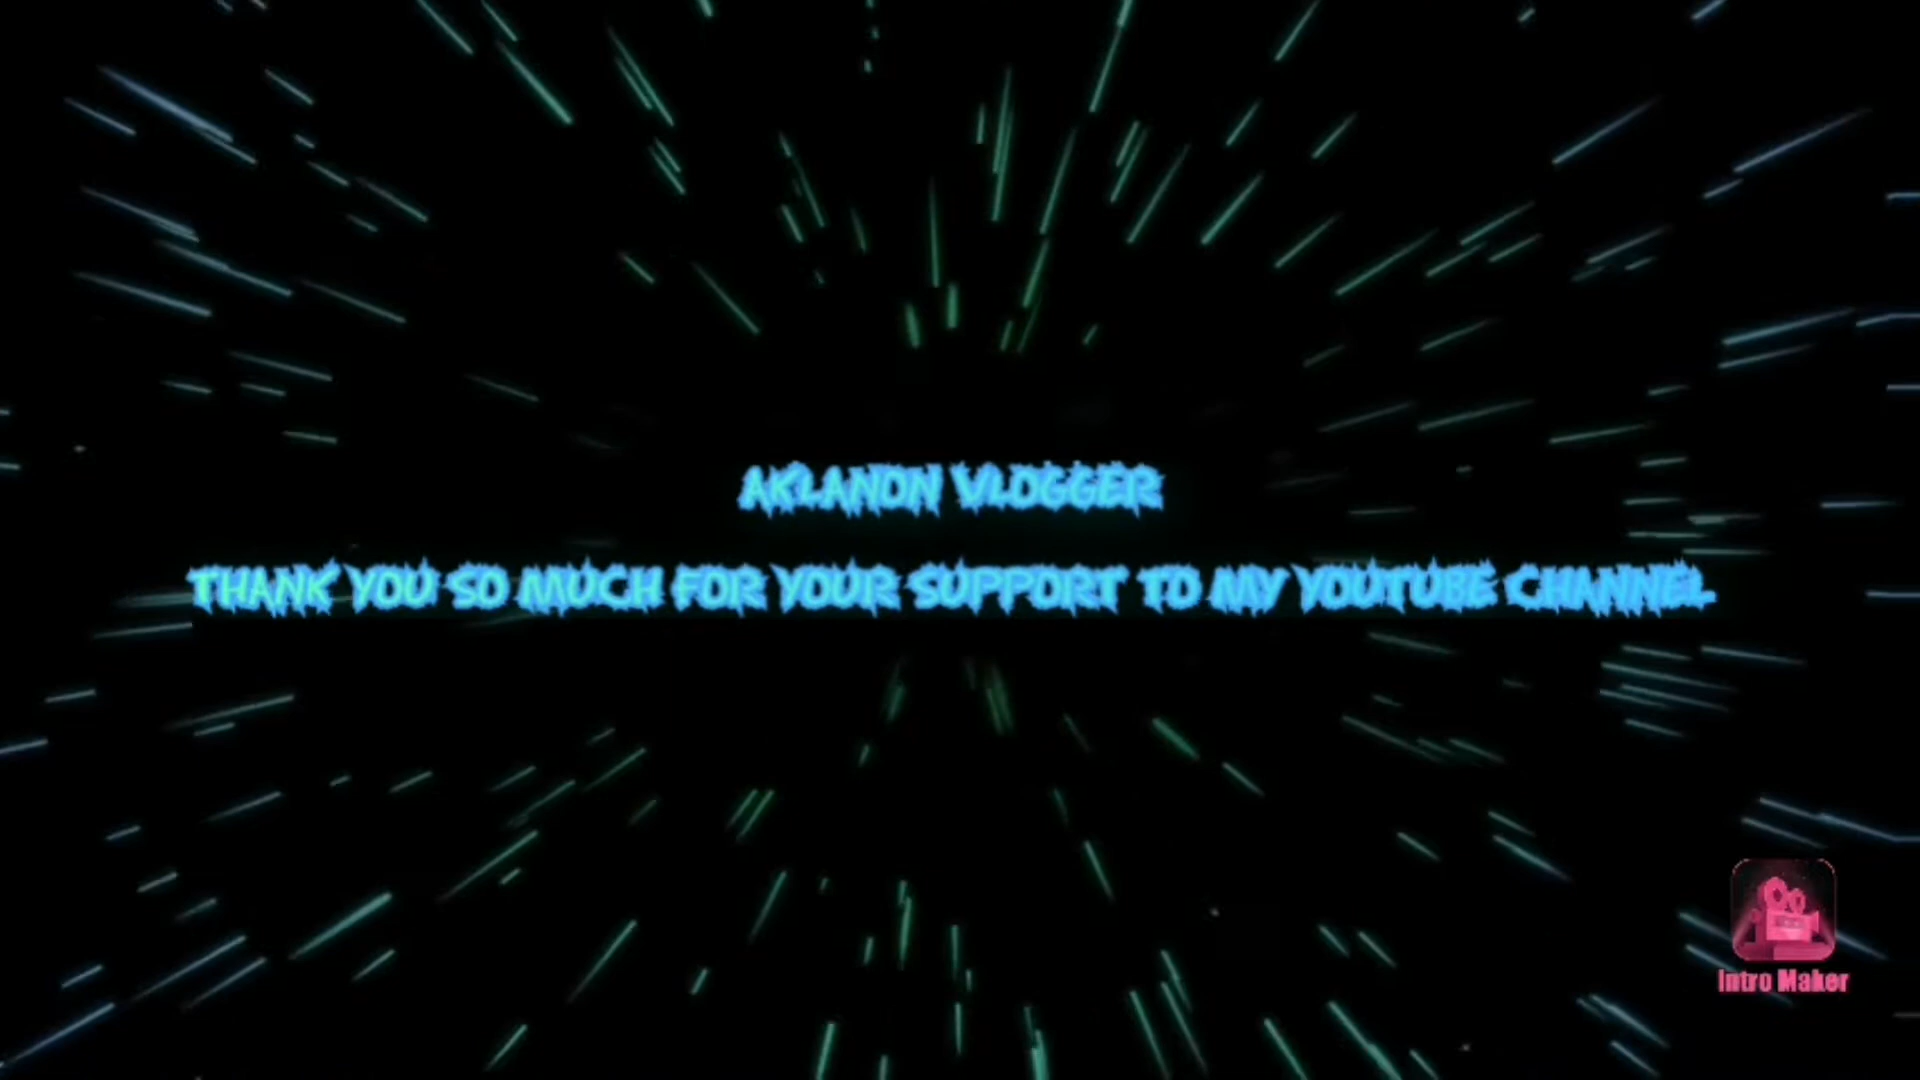 AKLANON VLOGGER
THANK YOU SO MUCH FOR YOUR SUPPORT TO MY YOUTUBE CHANNEL
Intro Maker